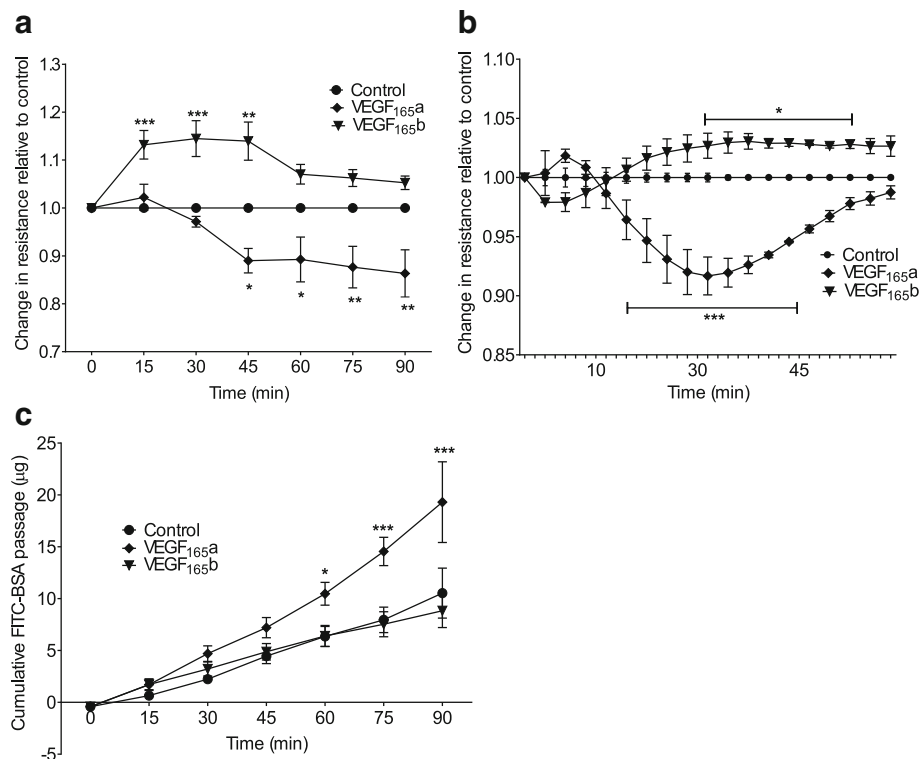 a
Change in resistance relative to control
1.3
1.2
1.1
1.0
0.9
0.8
0.7
*** *** **
* * ** **
Control
VEGF165a
VEGF165b
0 15 30 45 60 75 90
Time (min)
b
Change in resistance relative to control
1.10
1.05
1.00
0.95
0.90
0.85
*
***
Control
VEGF165a
VEGF165b
10 30 45
Time (min)
c
Cumulative FITC-BSA passage (µg)
25
20
15
10
5
0
-5
* *** ***
Control
VEGF165a
VEGF165b
0 15 30 45 60 75 90
Time (min)